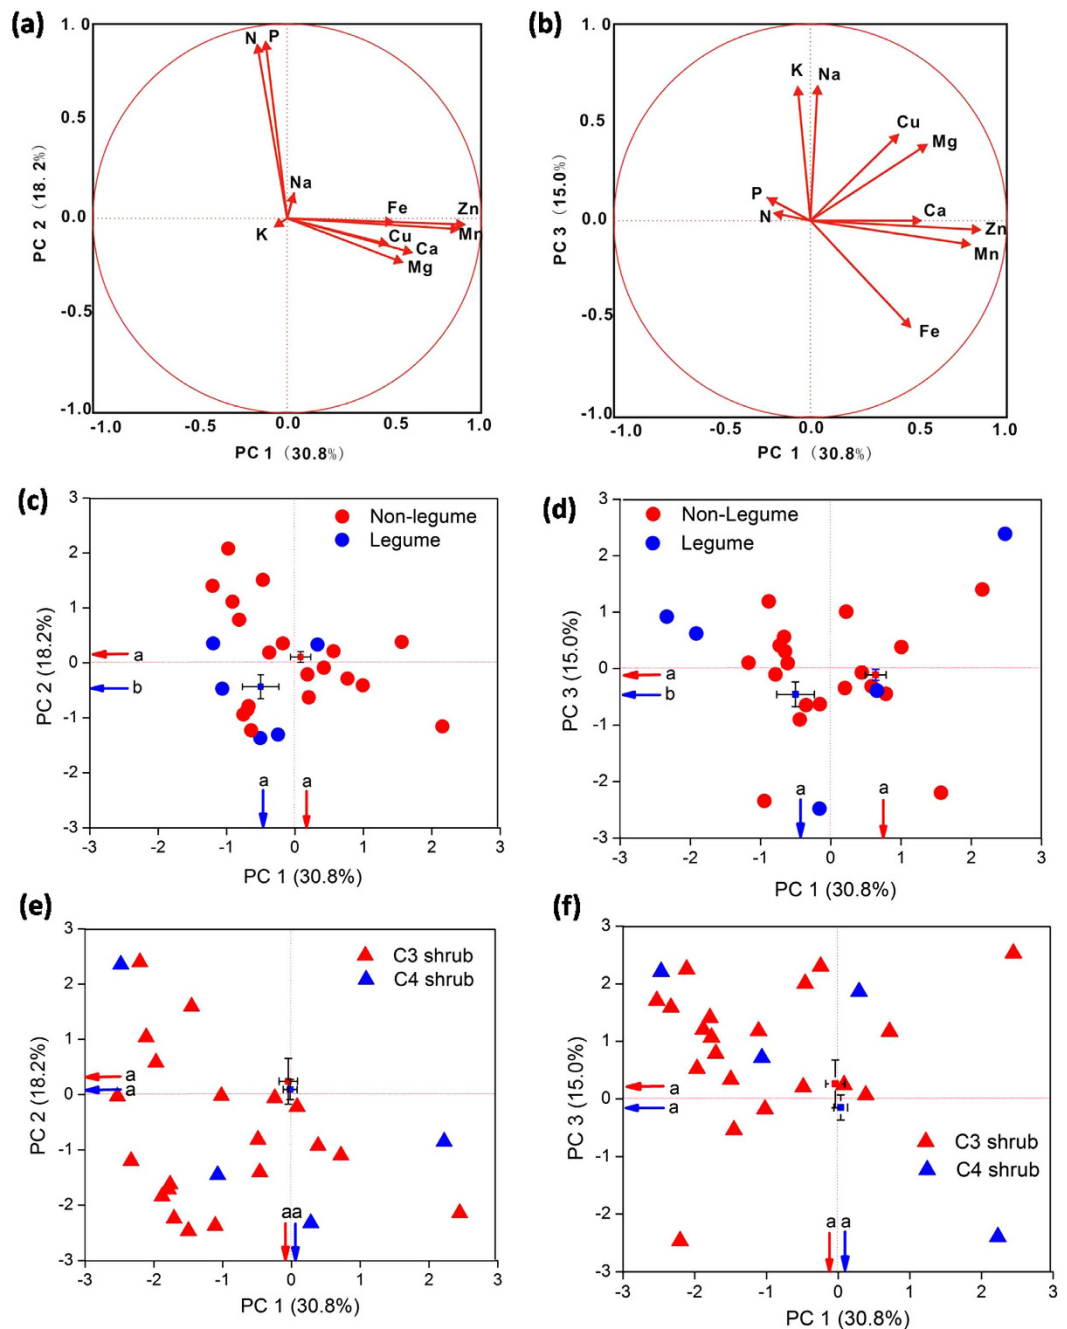 (a)
1.0
N P
0.5
Na
0.0
K
Fe
Zn
Cu
Mn
Ca
Mg
-0.5
-1.0
-1.0 -0.5 0.0 0.5 1.0
PC 1 (30.8%)
PC 2 (18.2%)
(b)
1.0
K Na
0.5
Cu
Mg
P
N
0.0
Ca
Zn
Mn
Fe
-0.5
-1.0
-1.0 -0.5 0.0 0.5 1.0
PC 1 (30.8%)
PC 3 (15.0%)
(c)
3
2
1
0
-1
-2
-3
Non-legume
Legume
a
b
a a
-3 -2 -1 0 1 2 3
PC 1 (30.8%)
PC 2 (18.2%)
(d)
3
2
1
0
-1
-2
-3
Non-Legume
Legume
a
b
a a
-3 -2 -1 0 1 2 3
PC 1 (30.8%)
PC 3 (15.0%)
(e)
3
2
1
0
-1
-2
-3
C3 shrub
C4 shrub
a
a
aa
-3 -2 -1 0 1 2 3
PC 1 (30.8%)
PC 2 (18.2%)
(f)
3
2
1
0
-1
-2
-3
a
a
C3 shrub
C4 shrub
a a
-3 -2 -1 0 1 2 3
PC 1 (30.8%)
PC 3 (15.0%)